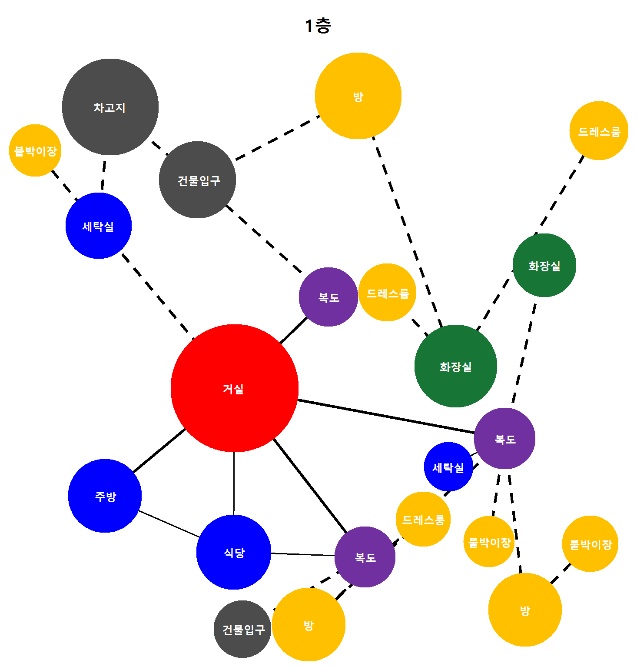 1층
차고지
방
드레스룸
붙박이장
건물입구
세탁실
화장실
복도
드레스룸
화장실
거실
복도
세탁실
주방
드레스룸
붙박이장
붙박이장
식당
복도
방
건물입구
방